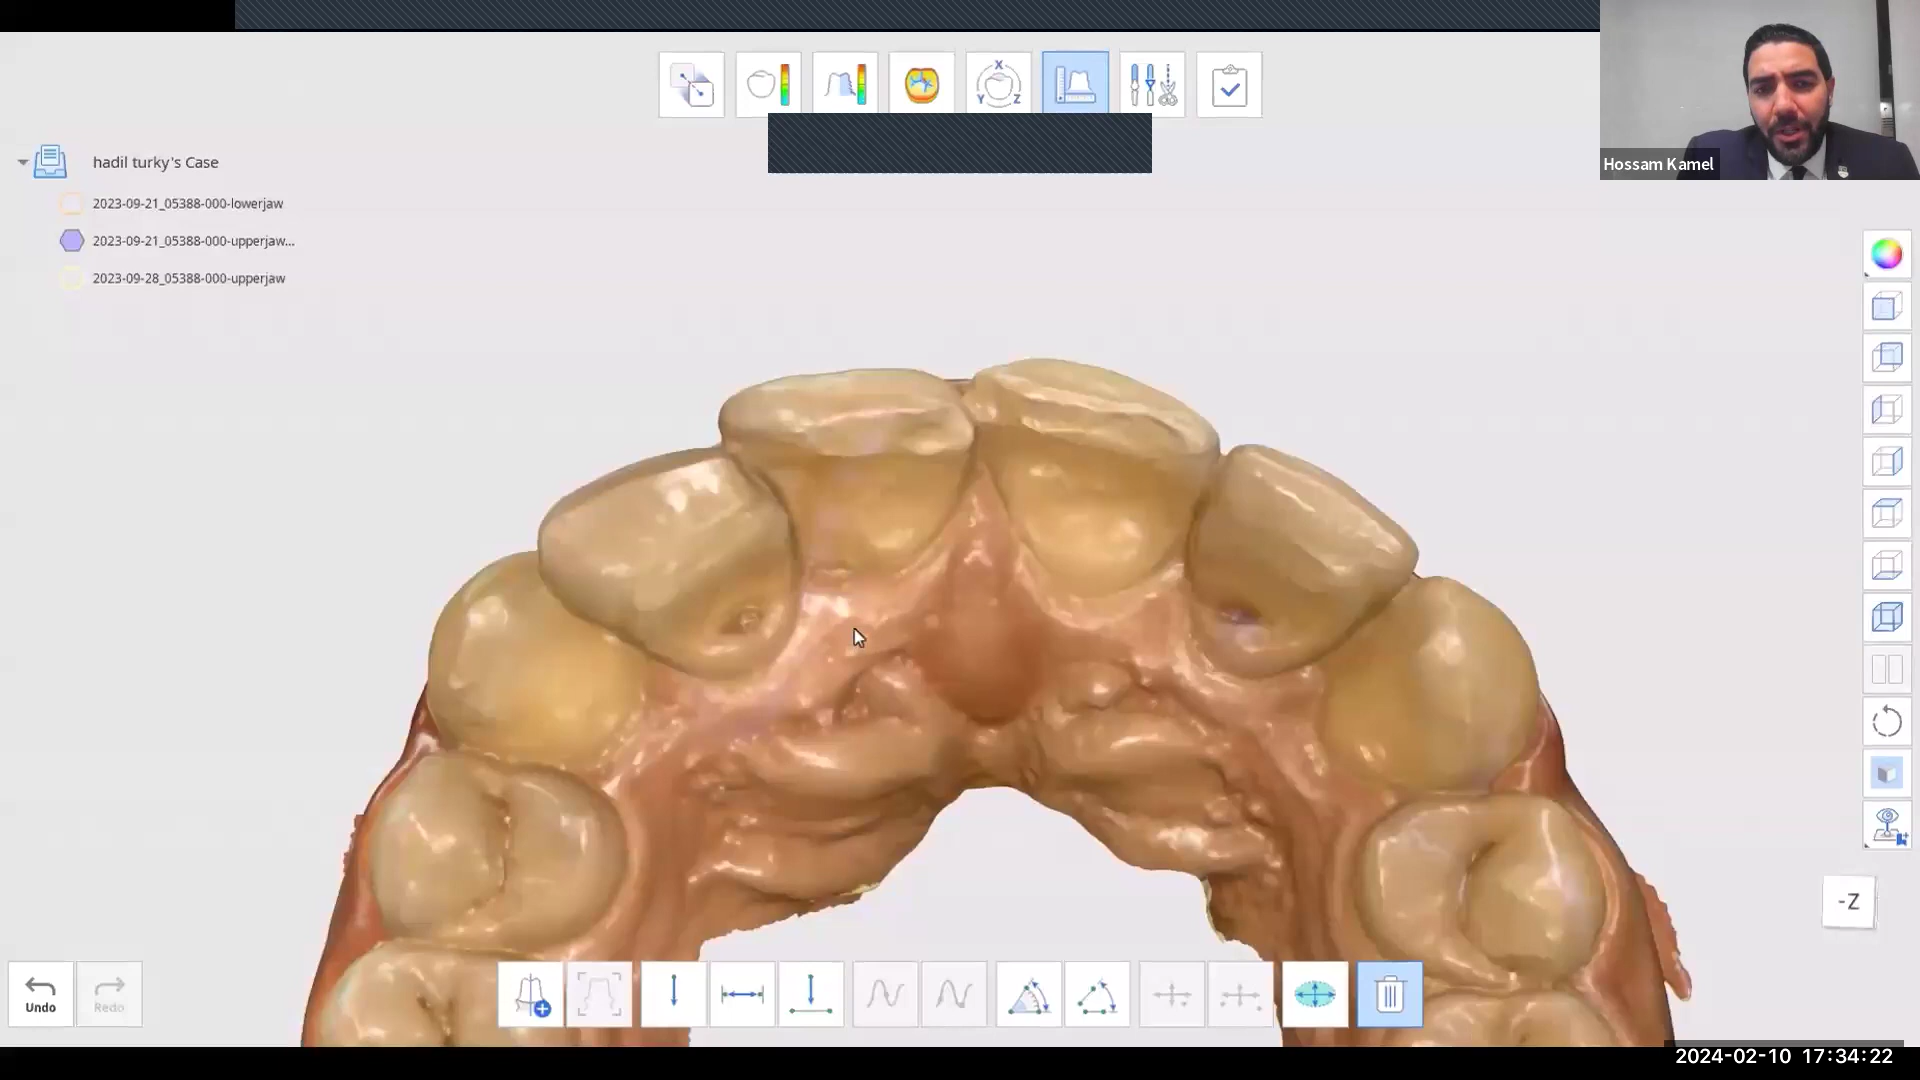 X
Y Z
Hossam Kamel
hadil turky's Case
2023-09-21_05388-000-lowerjaw
2023-09-21_05388-000-upperjaw...
2023-09-28_05388-000-upperjaw
-Z
Undo
Redo
2024-02-10 17:34:22